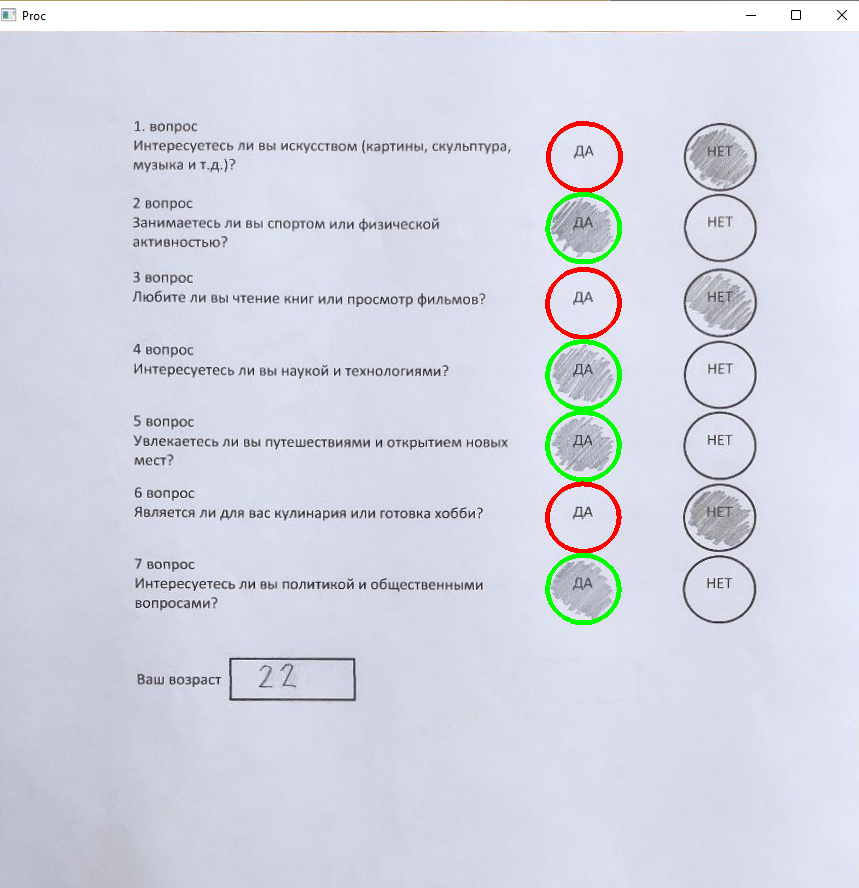 Proc
1. вопрос
Интересуетесь ли вы искусством (картины, скульптура,
музыка и т.д.)?
ДА НЕТ
2 вопрос
Занимаетесь ли вы спортом или физической
активностью?
ДА НЕТ
3 вопрос
Любите ли вы чтение книг или просмотр фильмов?
ДА НЕТ
4 вопрос
Интересуетесь ли вы наукой и технологиями?
ДА НЕТ
5 вопрос
Увлекаетесь ли вы путешествиями и открытием новых
мест?
ДА НЕТ
6 вопрос
Является ли для вас кулинария или готовка хобби?
ДА НЕТ
7 вопрос
Интересуетесь ли вы политикой и общественными
вопросами?
ДА НЕТ
Ваш возраст 22